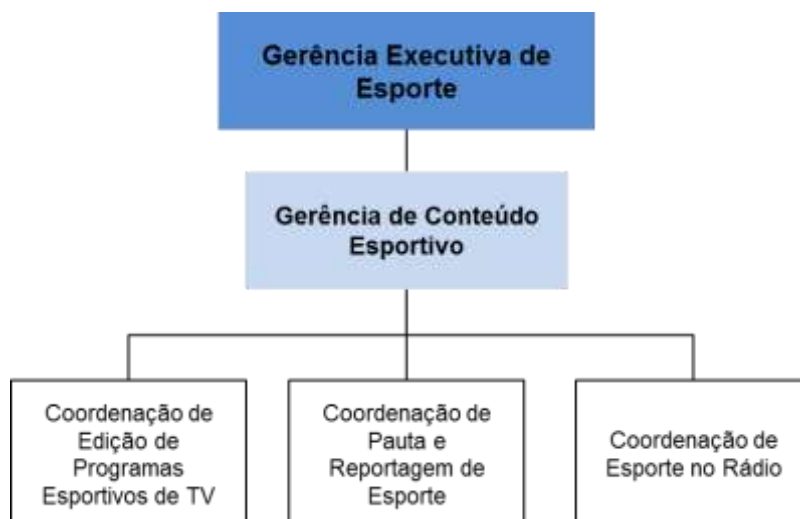 Gerência Executiva de
Esporte
Gerência de Conteúdo
Esportivo
Coordenação de
Edição de
Programas
Esportivos de TV
Coordenação de
Pauta e
Reportagem de
Esporte
Coordenação de
Esporte no Rádio